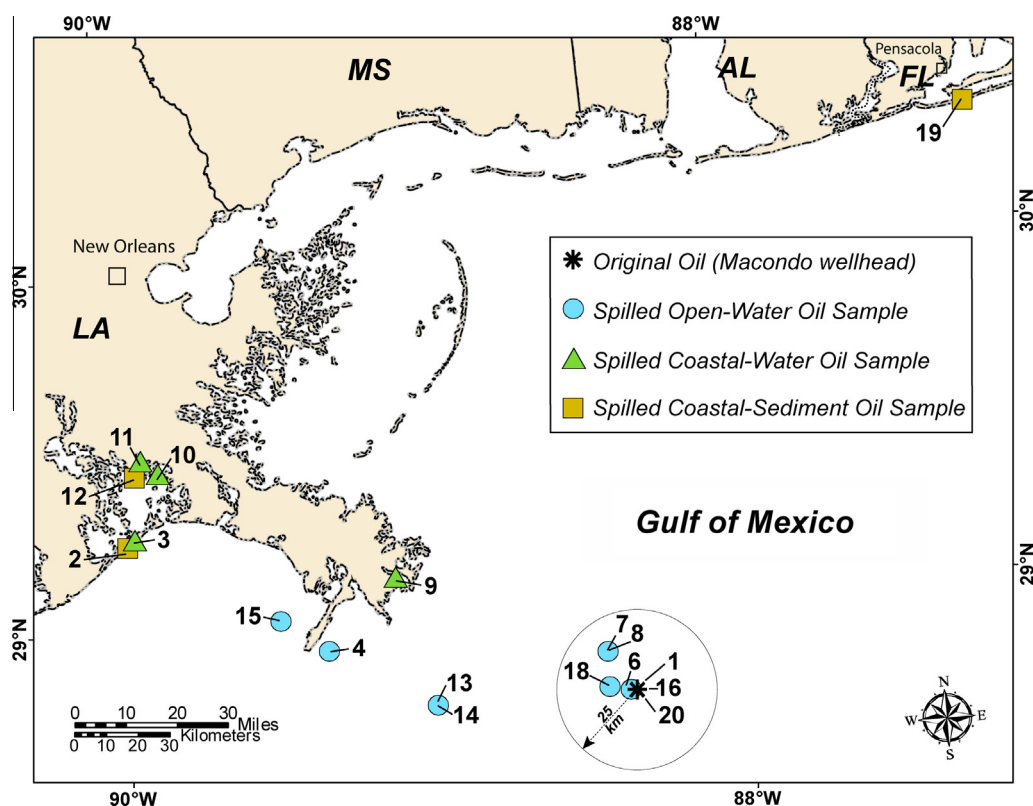 90°W
88°W
MS
AL
Pensacola
FL
19
30°N
New Orleans
30°N
LA
Original Oil (Macondo wellhead)
Spilled Open-Water Oil Sample
Spilled Coastal-Water Oil Sample
Spilled Coastal-Sediment Oil Sample
11
10
12
Gulf of Mexico
3
2
29°N
9
15
4
7
8
6
1
18
16
13
14
20
25
km
29°N
0 10 20 30
Miles
Kilometers
0 10 20 30
N
W E
S
90°W
88°W